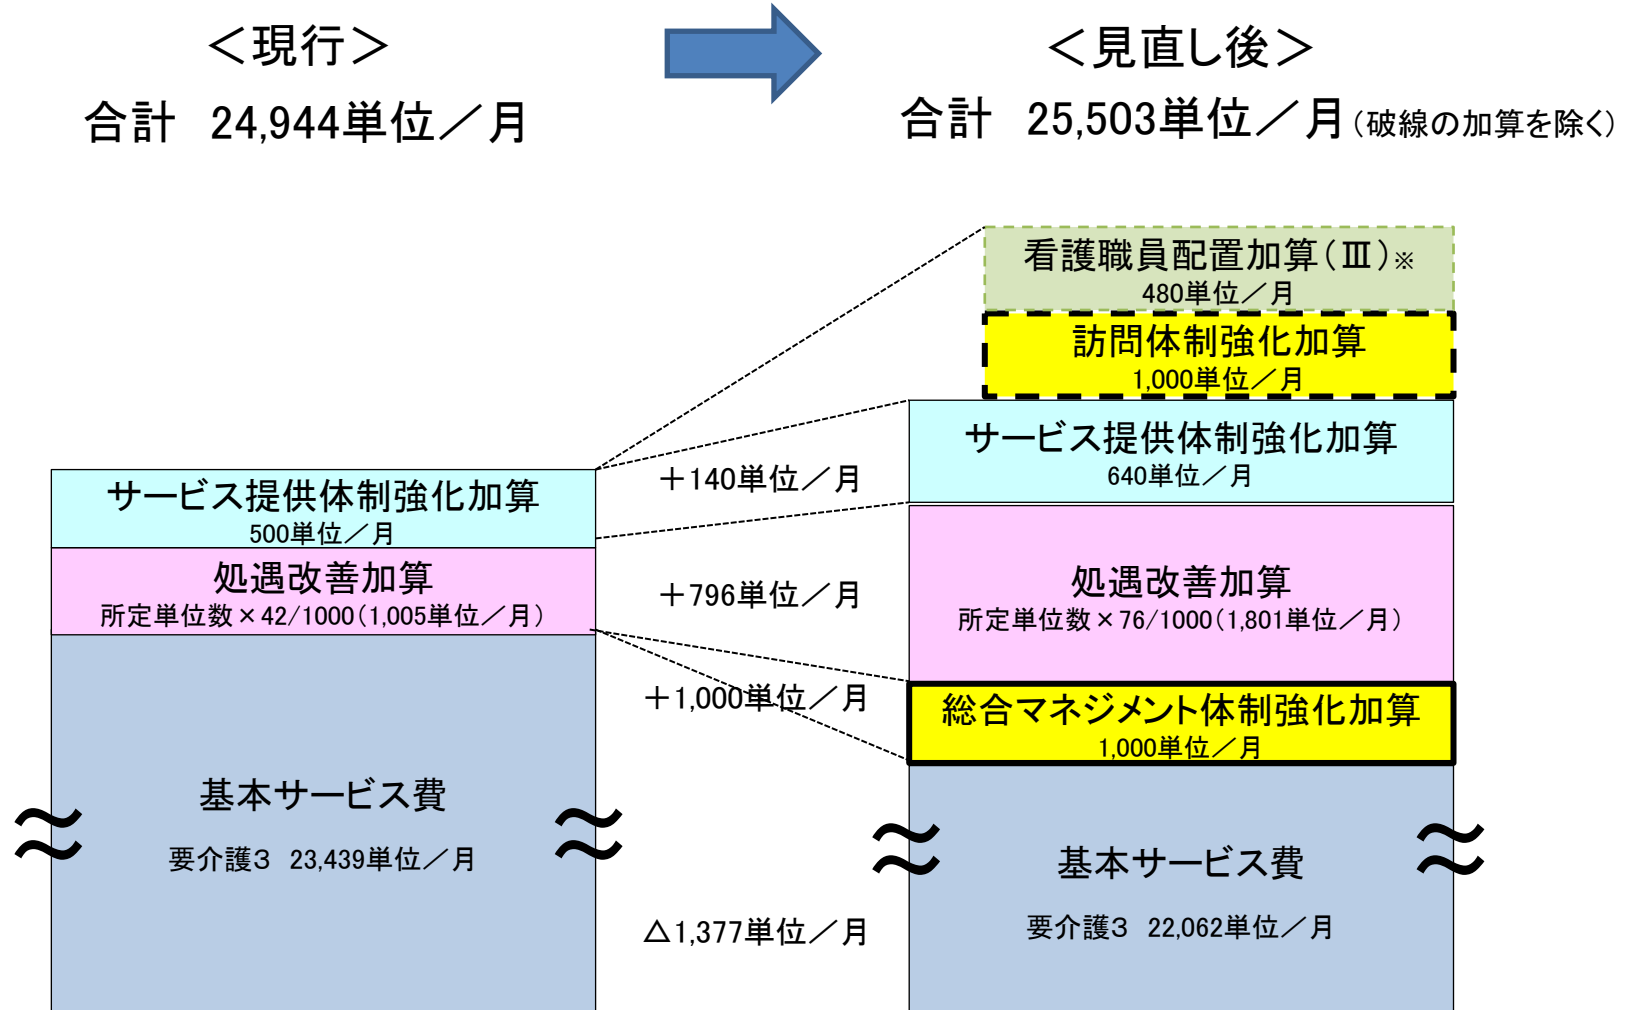 ＜現行＞
合計　24,944単位／月
＜見直し後＞
合計　25,503単位／月（破線の加算を除く）
サービス提供体制強化加算
500単位／月
処遇改善加算
所定単位数×42/1000（1,005単位／月）
基本サービス費
要介護３　23,439単位／月
＋140単位／月
＋796単位／月
＋1,000単位／月
△1,377単位／月
看護職員配置加算（Ⅲ）※
480単位／月
訪問体制強化加算
1,000単位／月
サービス提供体制強化加算
640単位／月
処遇改善加算
所定単位数×76/1000（1,801単位／月）
総合マネジメント体制強化加算
1,000単位／月
基本サービス費
要介護３　22,062単位／月